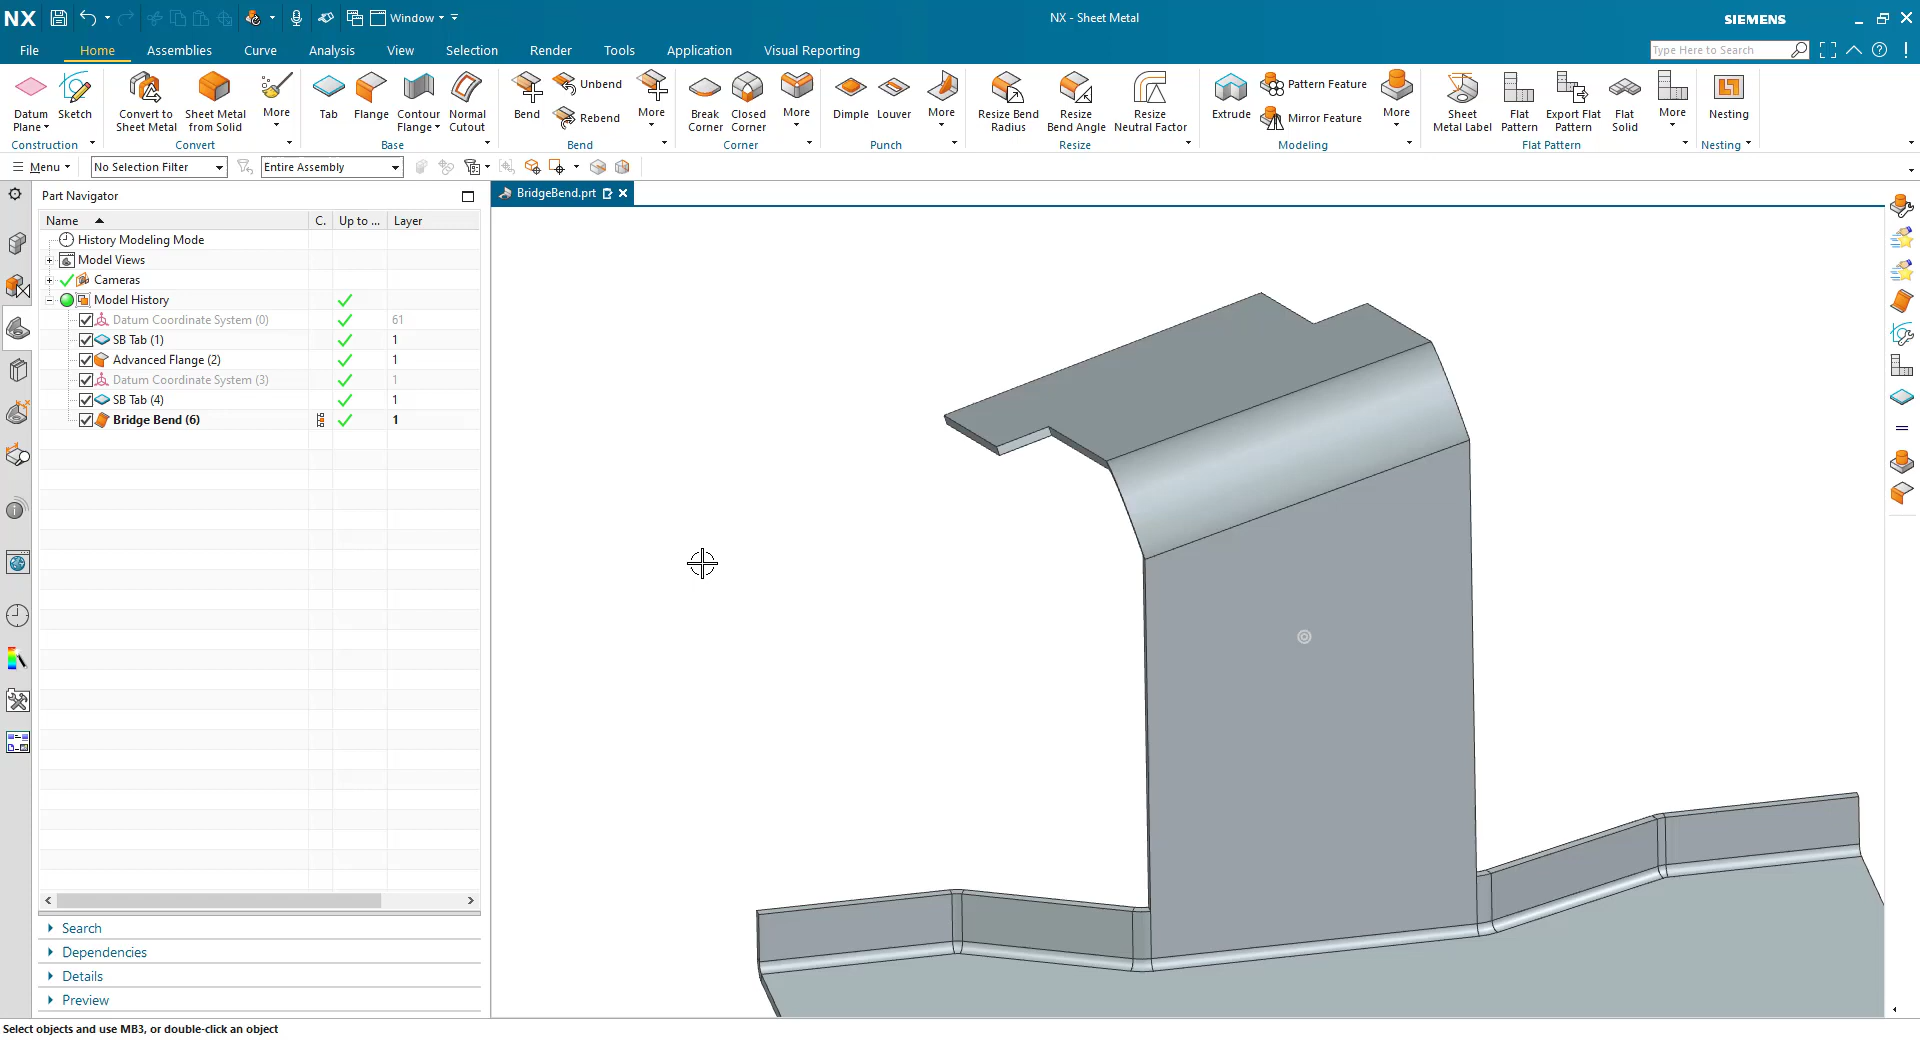 NX
Window
NX - Sheet Metal
SIEMENS
File
Home
Assemblies
Curve
Analysis
View
Selection
Render
Tools
Application
Visual Reporting
Type Here to Search
Datum Plane
Sketch
Convert to Sheet Metal
Sheet Metal from Solid
More
Tab
Flange
Contour Flange
Normal Cutout
Bend
Unbend
Rebend
More
Break Corner
Closed Corner
More
Dimple
Louver
More
Resize Bend Radius
Resize Bend Angle
Resize Neutral Factor
Extrude
Pattern Feature
Mirror Feature
More
Sheet Metal Label
Flat Pattern
Export Flat Pattern
Flat Solid
More
Nesting
Construction
Convert
Base
Bend
Corner
Punch
Resize
Modeling
Flat Pattern
Nesting
Menu
No Selection Filter
Entire Assembly
Part Navigator
BridgeBend.prt
Name C. Up to ... Layer
History Modeling Mode
Model Views
Cameras
Model History
Datum Coordinate System (0) 61
SB Tab (1) 1
Advanced Flange (2) 1
Datum Coordinate System (3) 1
SB Tab (4) 1
Bridge Bend (6) 1
Search
Dependencies
Details
Preview
Select objects and use MB3, or double-click an object